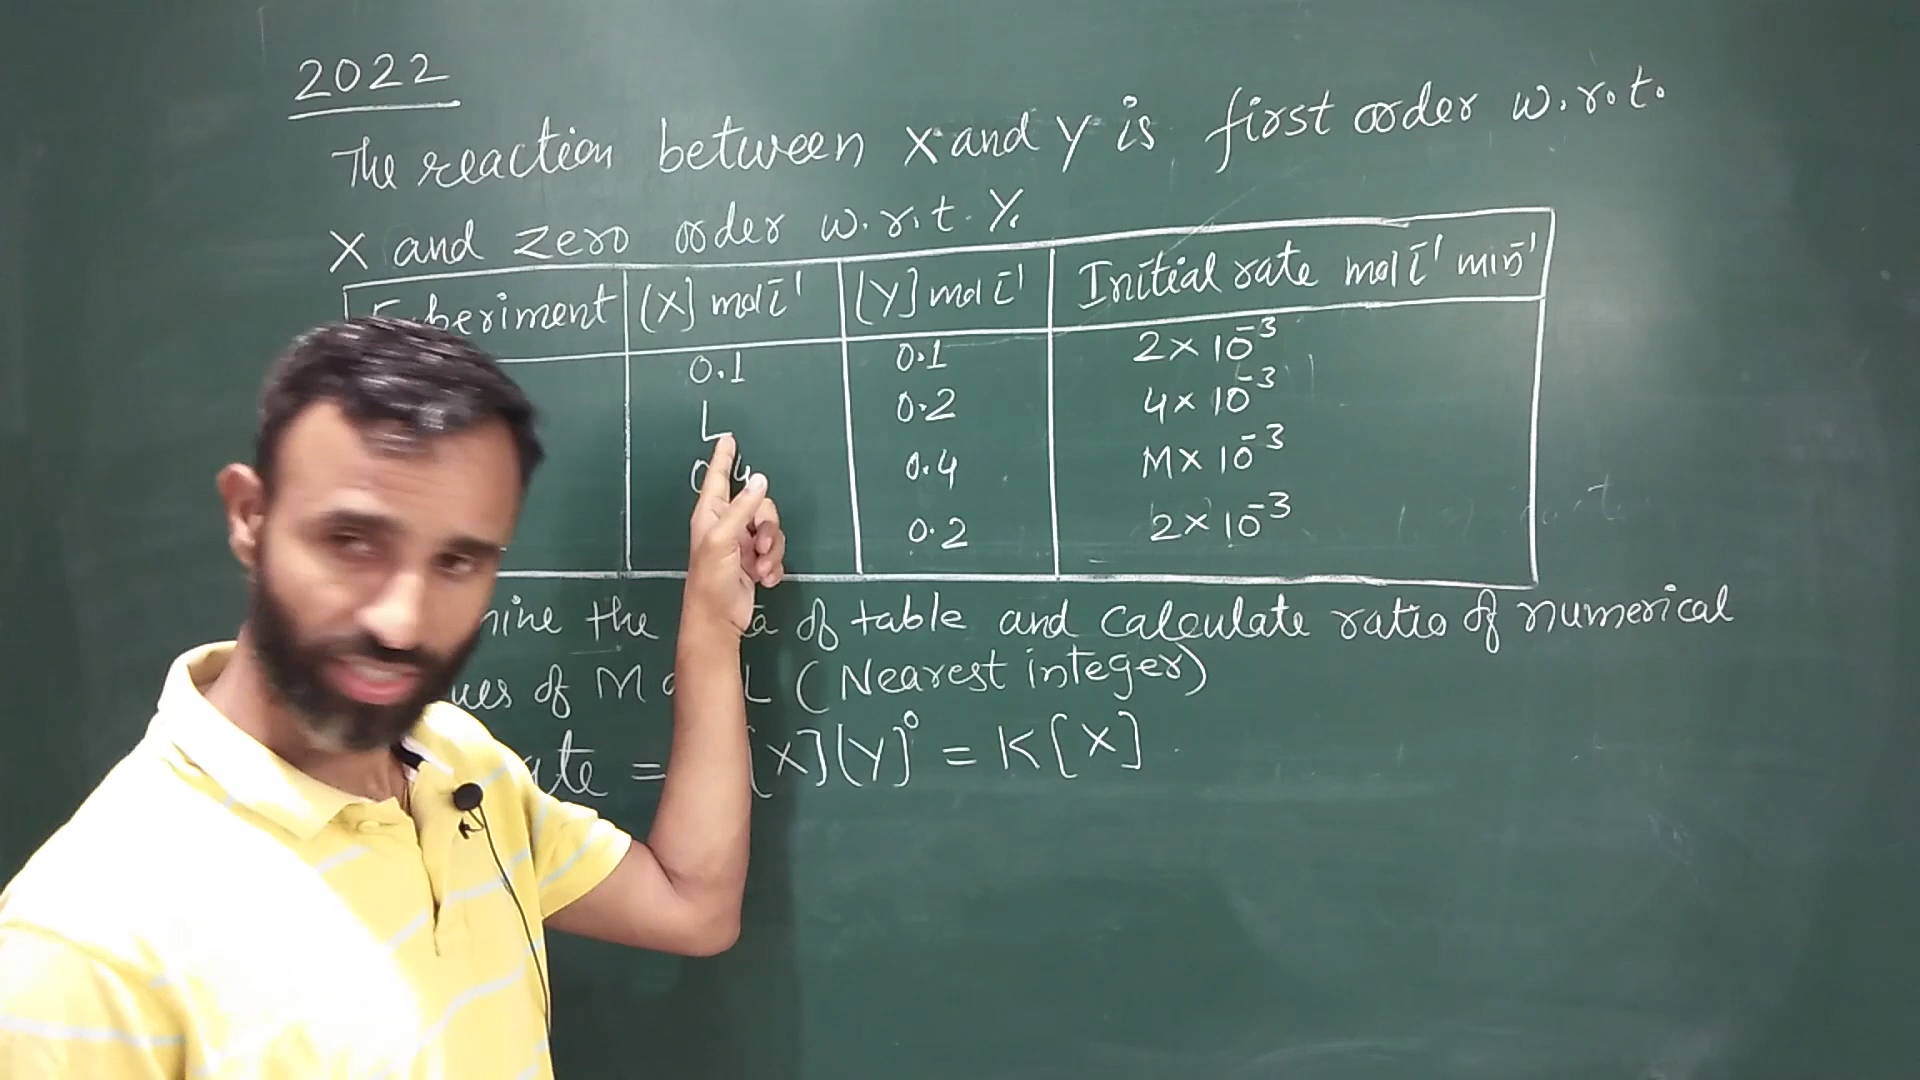 2022
The reaction between X and Y is first order w.r.t.
X and zero order w.r.t. Y.
[X] mol L⁻¹ [Y] mol L⁻¹ Initial rate mol L⁻¹ min⁻¹
0.1 0.1 2×10⁻³
L 0.2 4×10⁻³
0.4 0.4 M×10⁻³
0.2 2×10⁻³
the of table and calculate ratio of numerical
of M L (Nearest integer)
= [X][Y]⁰ = K[X]